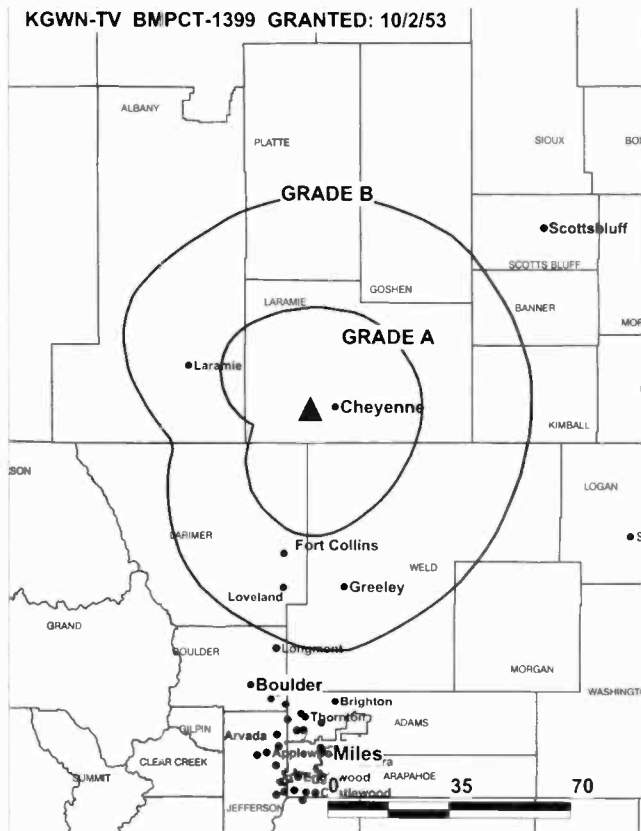 KGWN-TV BMPCT-1399 GRANTED: 10/2/53
ALBANY
PLATTE
SIOUX
GRADE B
Scottsbluff
SCOTTS BLUFF
GOSHEN
LARAMIE
BANNER
GRADE A
Laramie
Cheyenne
KIMBALL
LOGAN
LARIMER
Fort Collins
WELD
Loveland
Greeley
GRAND
BOULDER
Longmont
MORGAN
Boulder
WASHINGTON
Brighton
Thornton
ADAMS
GILPIN
Arvada
CLEAR CREEK
Miles
SUMMIT
ARAPAHOE
0 35 70
JEFFERSON